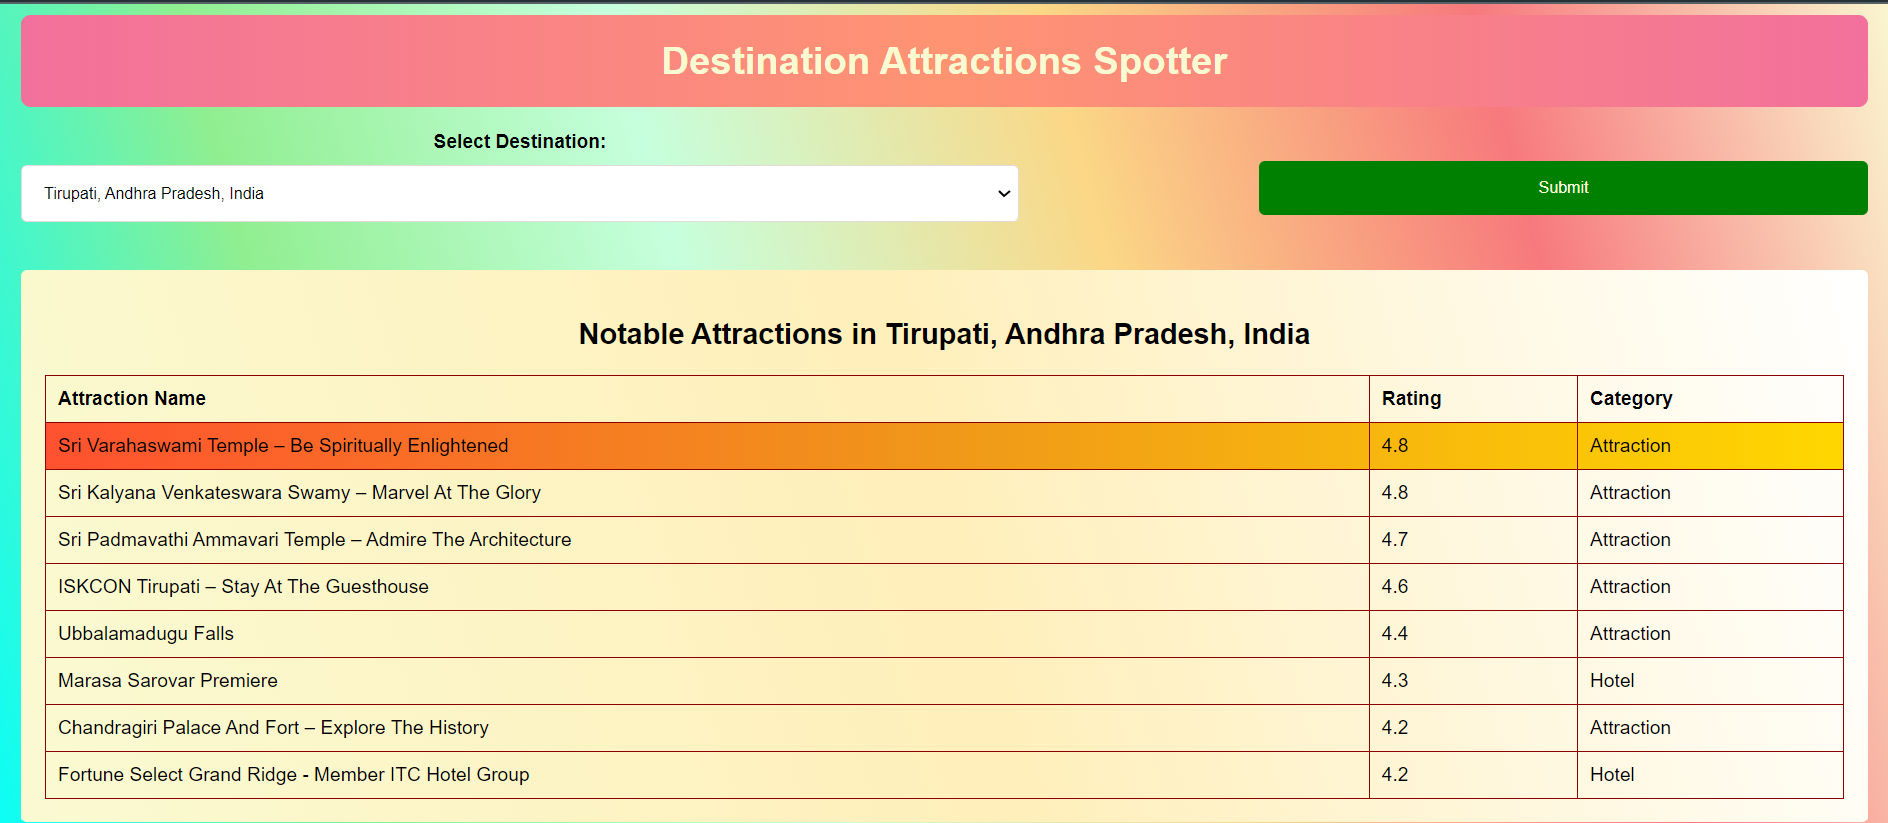 Destination Attractions Spotter
Select Destination:
Tirupati, Andhra Pradesh, India
Submit
Notable Attractions in Tirupati, Andhra Pradesh, India
Attraction Name Rating Category
Sri Varahaswami Temple – Be Spiritually Enlightened 4.8 Attraction
Sri Kalyana Venkateswara Swamy – Marvel At The Glory 4.8 Attraction
Sri Padmavathi Ammavari Temple – Admire The Architecture 4.7 Attraction
ISKCON Tirupati – Stay At The Guesthouse 4.6 Attraction
Ubbalamadugu Falls 4.4 Attraction
Marasa Sarovar Premiere 4.3 Hotel
Chandragiri Palace And Fort – Explore The History 4.2 Attraction
Fortune Select Grand Ridge - Member ITC Hotel Group 4.2 Hotel